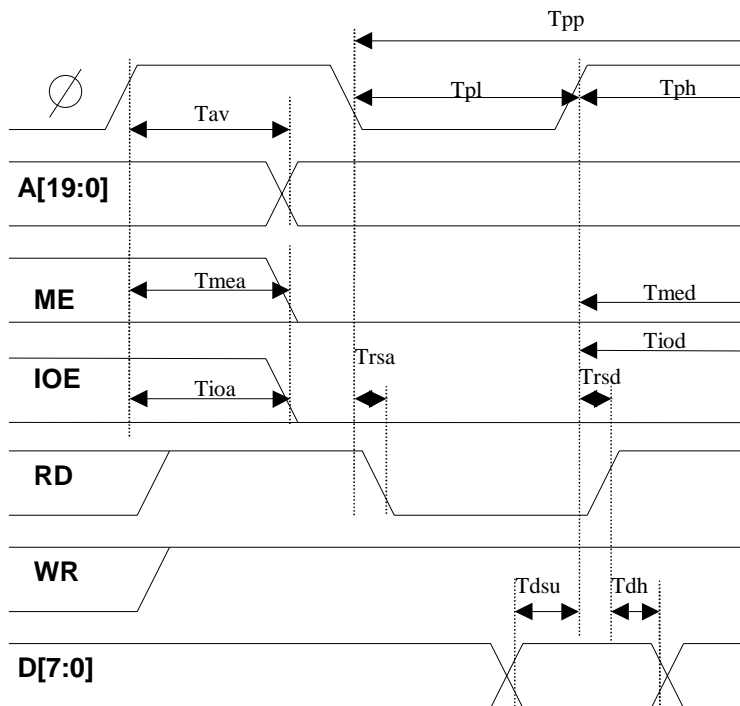 Tpp
∅
Tpl
Tph
Tav
A[19:0]
ME
Tmea
Tmed
Tiod
IOE
Trsa
Trsd
Tioa
RD
WR
Tdsu
Tdh
D[7:0]